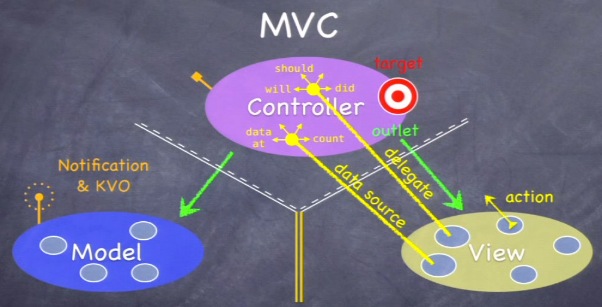 MVC
should
will
did
target
Controller
data
at
count
outlet
Notification
& KVO
data source
delegate
action
Model
View